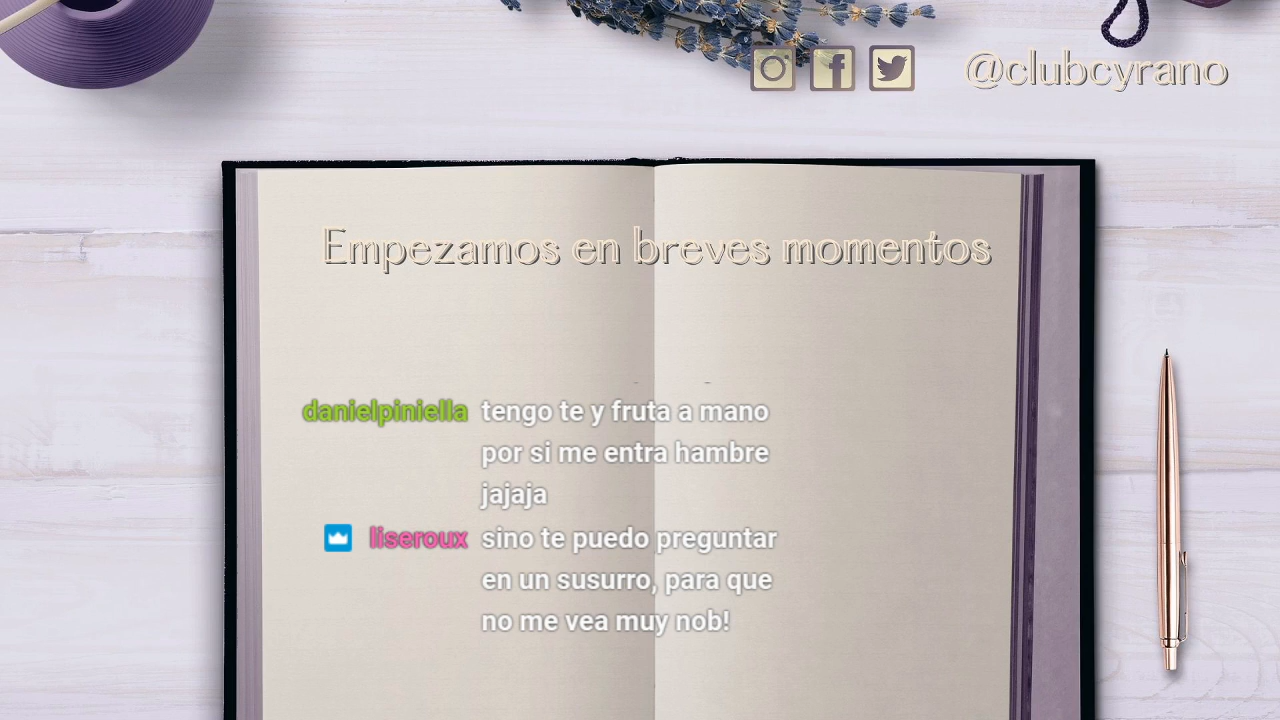 @clubcyrano
Empezamos en breves momentos
danielpiniella tengo te y fruta a mano
por si me entra hambre
jajaja
liseroux sino te puedo preguntar
en un susurro, para que
no me vea muy nob!